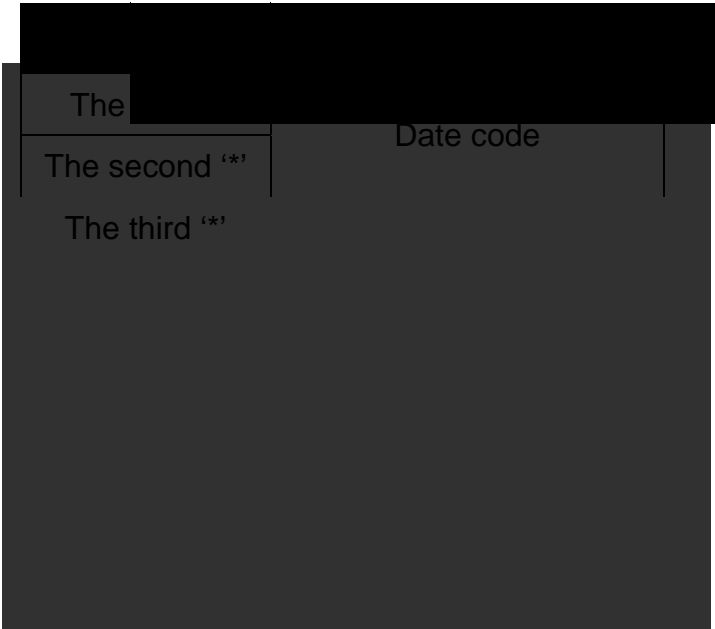 The
Date code
The second ‘*’
The third ‘*’